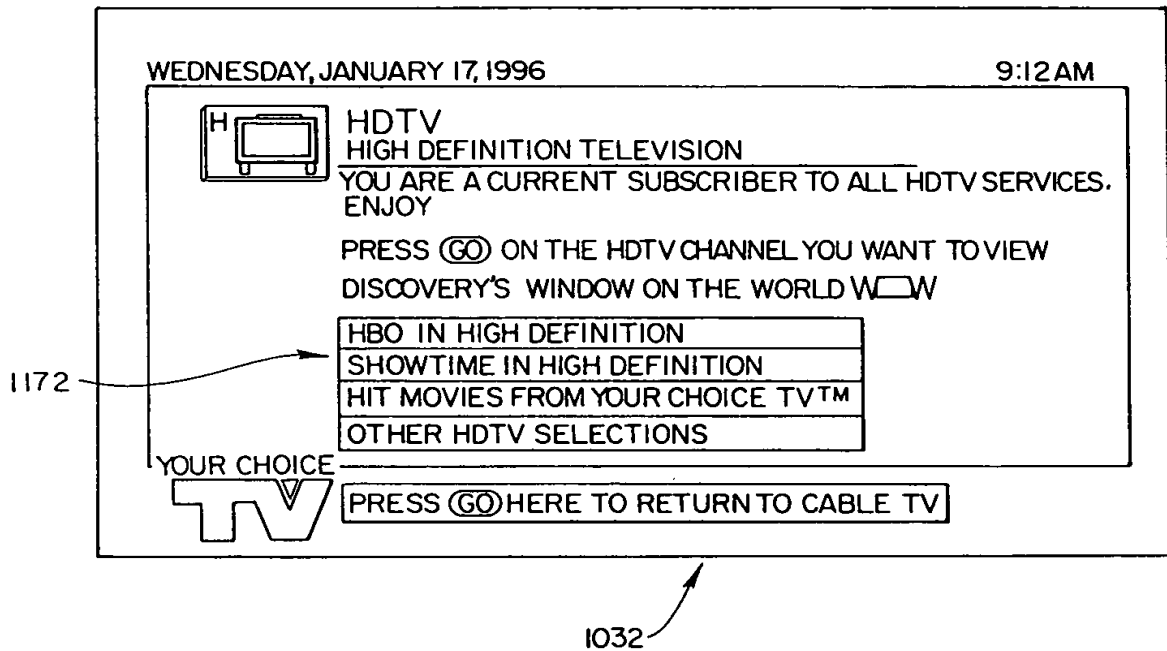 WEDNESDAY, JANUARY 17, 1996 9:12 AM
H
HDTV
HIGH DEFINITION TELEVISION
YOU ARE A CURRENT SUBSCRIBER TO ALL HDTV SERVICES.
ENJOY
PRESS GO ON THE HDTV CHANNEL YOU WANT TO VIEW
DISCOVERY'S WINDOW ON THE WORLD WOW
HBO IN HIGH DEFINITION
SHOWTIME IN HIGH DEFINITION
HIT MOVIES FROM YOUR CHOICE TV™
OTHER HDTV SELECTIONS
1172
YOUR CHOICE
TV
PRESS GO HERE TO RETURN TO CABLE TV
1032